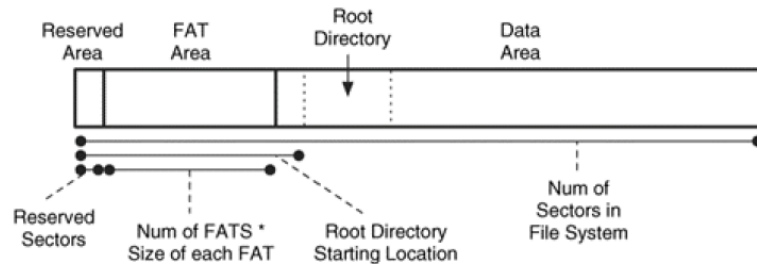 Reserved
Area
FAT
Area
Root
Directory
Data
Area
Reserved
Sectors
Num of FATS *
Size of each FAT
Root Directory
Starting Location
Num of
Sectors in
File System